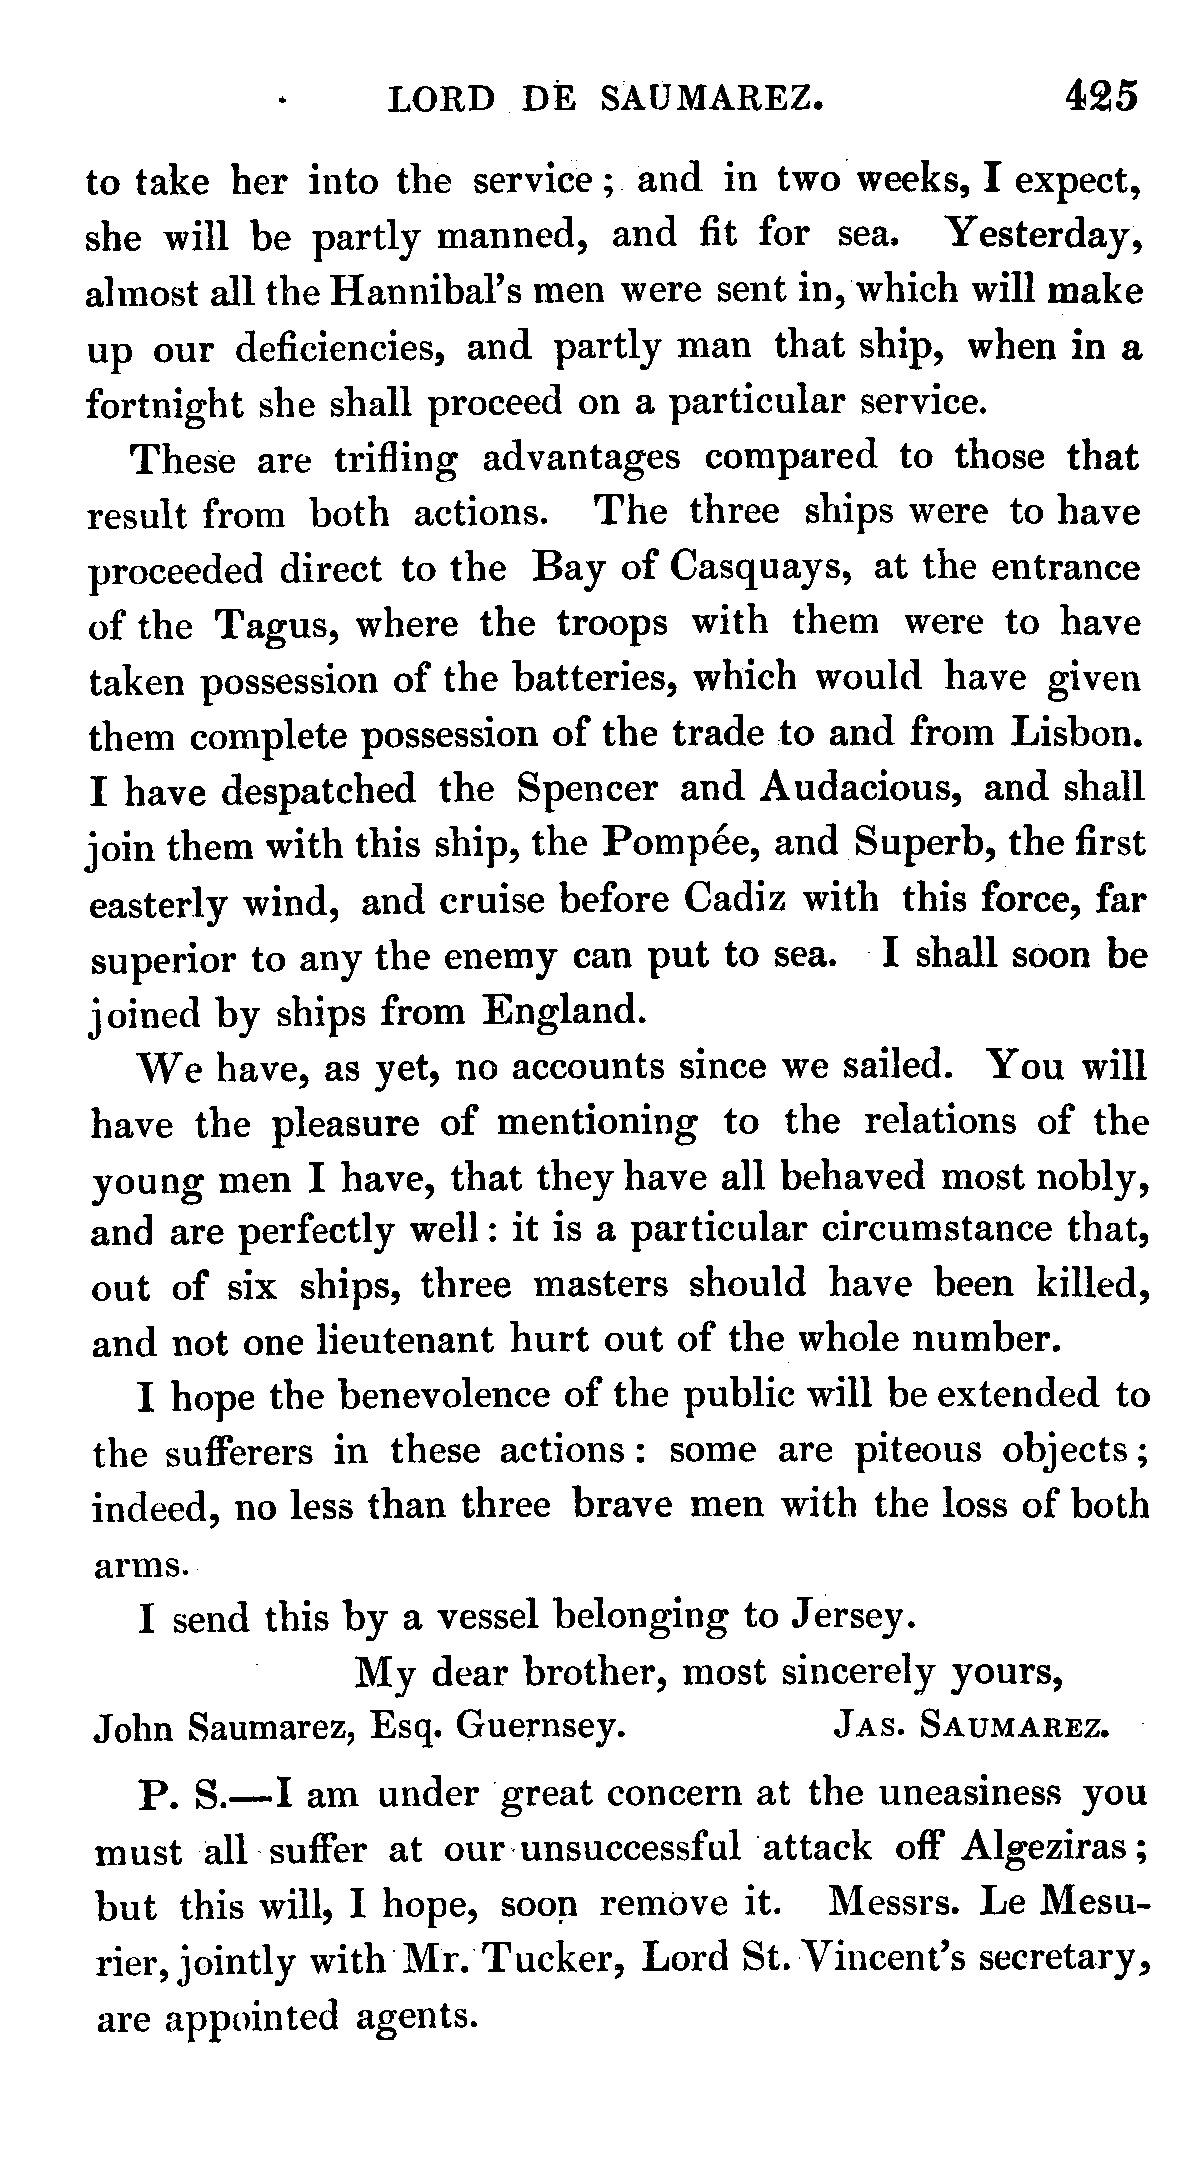 LORD DE SAUMAREZ. 425
to take her into the service; and in two weeks, I expect,
she will be partly manned, and fit for sea. Yesterday,
almost all the Hannibal's men were sent in, which will make
up our deficiencies, and partly man that ship, when in a
fortnight she shall proceed on a particular service.
These are trifling advantages compared to those that
result from both actions. The three ships were to have
proceeded direct to the Bay of Casquays, at the entrance
of the Tagus, where the troops with them were to have
taken possession of the batteries, which would have given
them complete possession of the trade to and from Lisbon.
I have despatched the Spencer and Audacious, and shall
join them with this ship, the Pompée, and Superb, the first
easterly wind, and cruise before Cadiz with this force, far
superior to any the enemy can put to sea. I shall soon be
joined by ships from England.
We have, as yet, no accounts since we sailed. You will
have the pleasure of mentioning to the relations of the
young men I have, that they have all behaved most nobly,
and are perfectly well: it is a particular circumstance that,
out of six ships, three masters should have been killed,
and not one lieutenant hurt out of the whole number.
I hope the benevolence of the public will be extended to
the sufferers in these actions: some are piteous objects;
indeed, no less than three brave men with the loss of both
arms.
I send this by a vessel belonging to Jersey.
My dear brother, most sincerely yours,
John Saumarez, Esq. Guernsey. JAS. SAUMAREZ.
P. S.—I am under great concern at the uneasiness you
must all suffer at our unsuccessful attack off Algeziras;
but this will, I hope, soon remove it. Messrs. Le Mesu-
rier, jointly with Mr. Tucker, Lord St. Vincent's secretary,
are appointed agents.